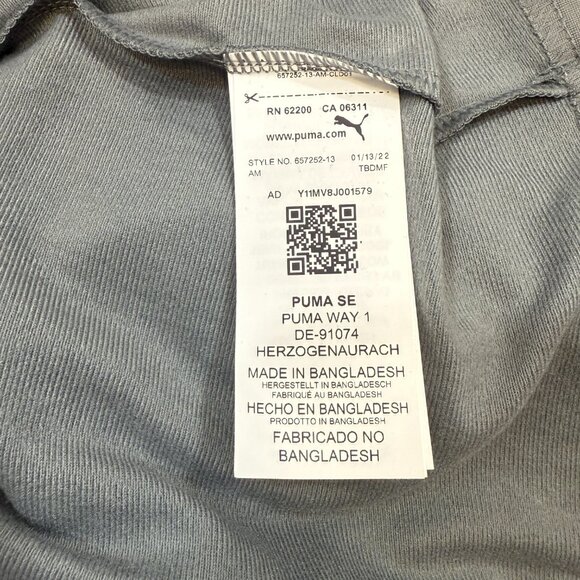 657252-13-AM-CLD01
RN 62200 CA 06311
www.puma.com
STYLE NO. 657252-13 01/13/22
AM TBDMF
AD Y11MV8J001579
PUMA SE
PUMA WAY 1
DE-91074
HERZOGENAURACH
MADE IN BANGLADESH
HERGESTELLT IN BANGLADESCH
FABRIQUÉ AU BANGLADESH
HECHO EN BANGLADESH
PRODOTTO IN BANGLADESH
FABRICADO NO
BANGLADESH